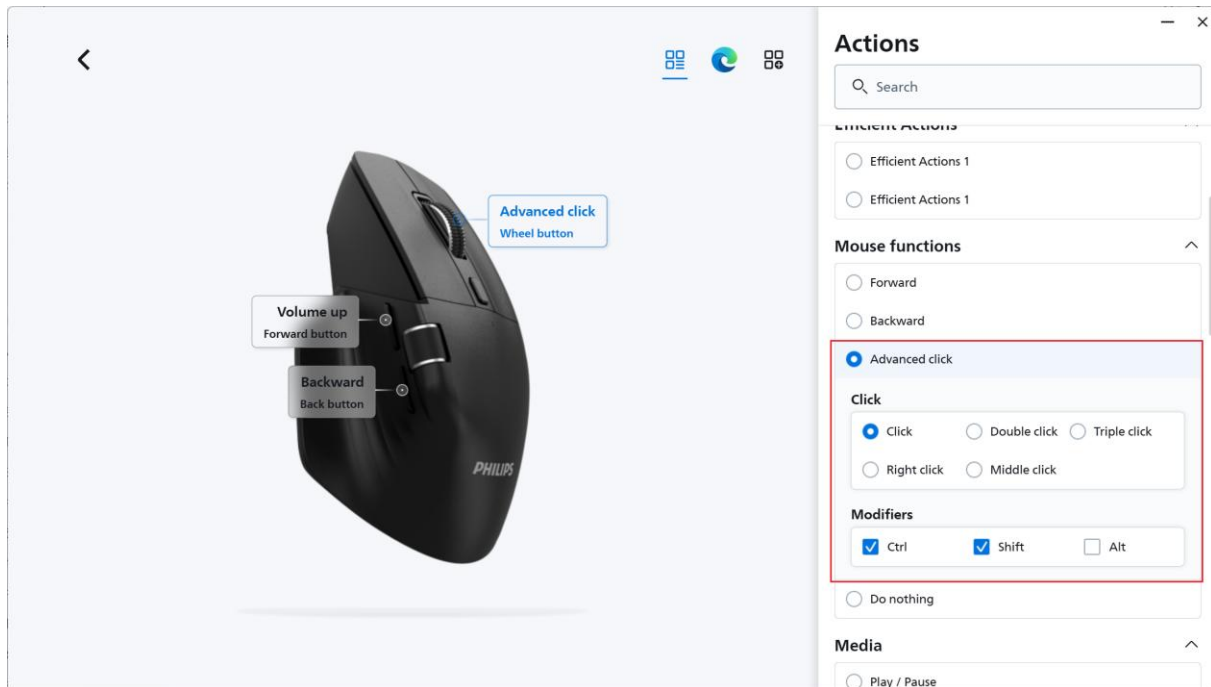 Actions
Search
Efficient Actions
Efficient Actions 1
Efficient Actions 1
Mouse functions
Forward
Backward
Advanced click
Click
Click Double click Triple click
Right click Middle click
Modifiers
Ctrl Shift Alt
Do nothing
Media
Play / Pause
Advanced click
Wheel button
Volume up
Forward button
Backward
Back button
PHILIPS